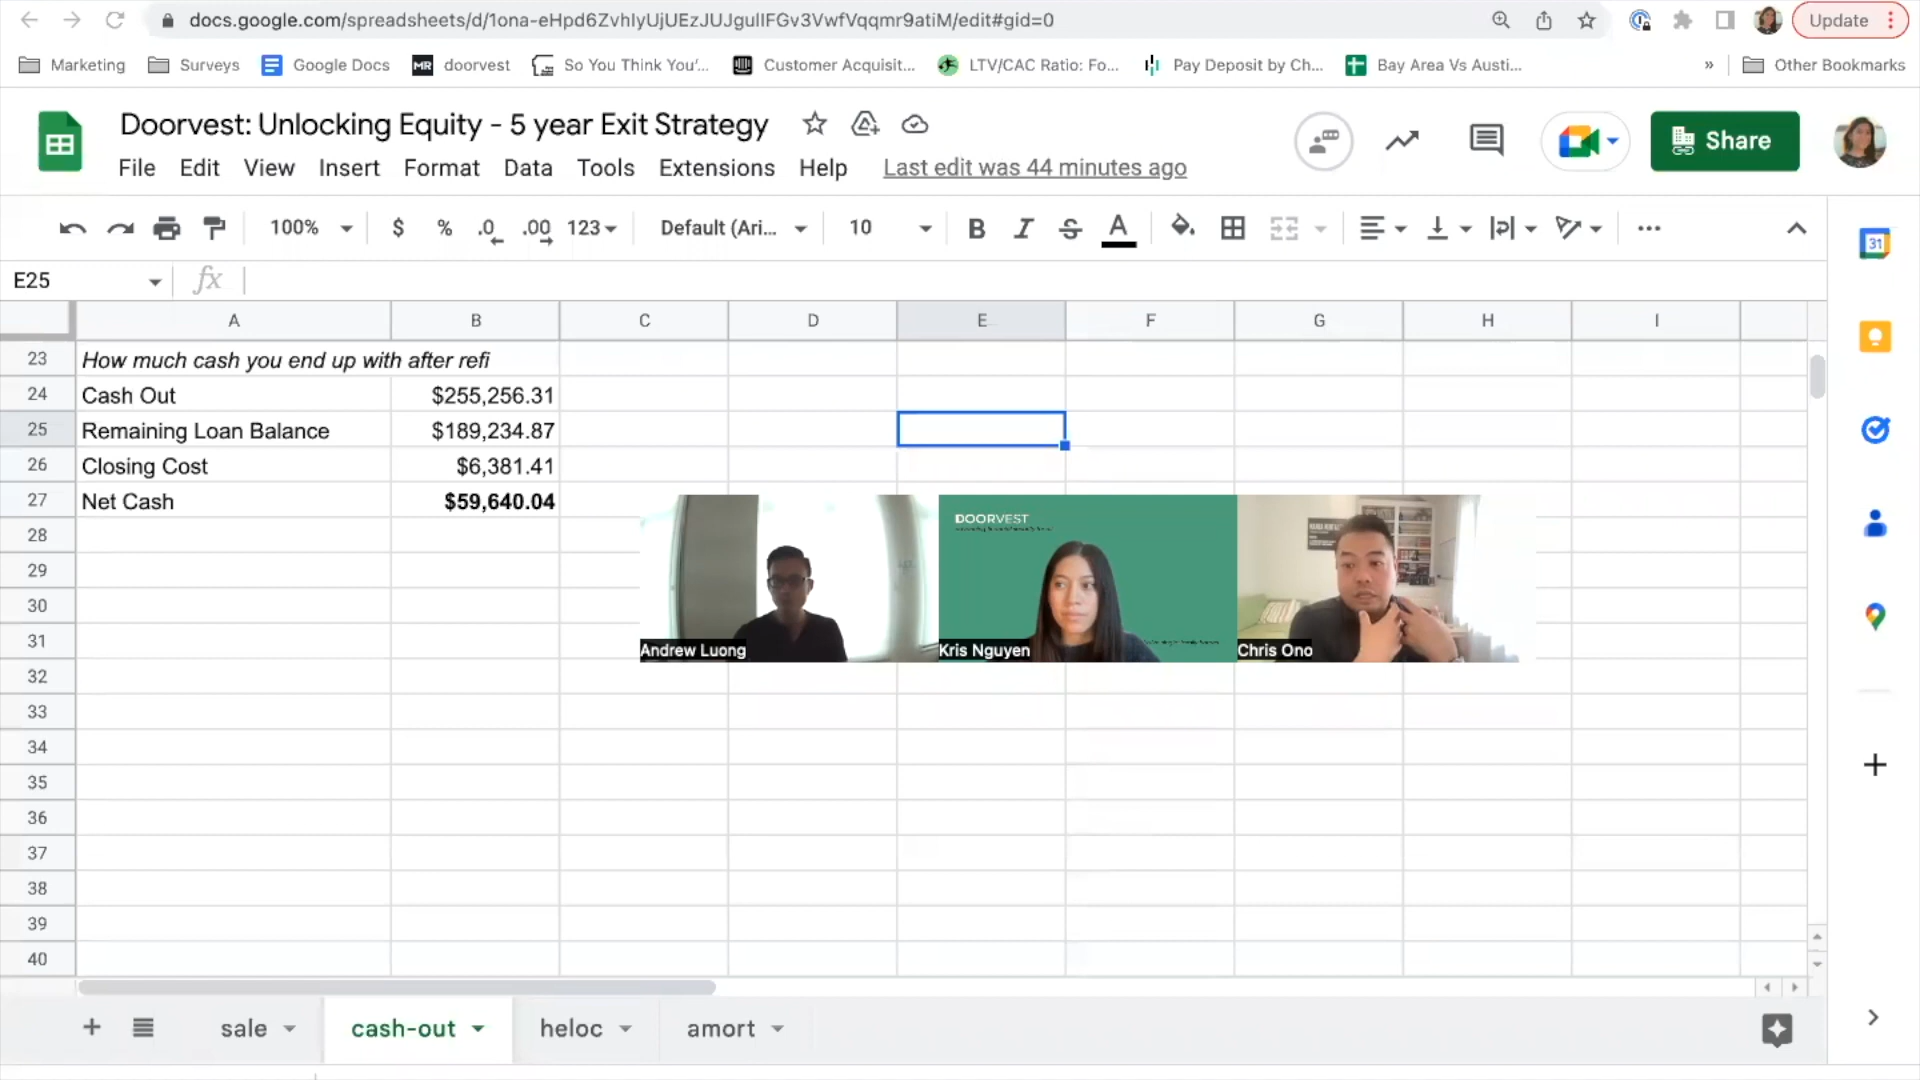 docs.google.com/spreadsheets/d/1ona-eHpd6ZvhIyUjUEzJUJgulIFGv3VwfVqqmr9atiM/edit#gid=0
Update
Marketing Surveys Google Docs MR doorvest So You Think You'... Customer Acquisit... LTV/CAC Ratio: Fo... Pay Deposit by Ch... Bay Area Vs Austi... » Other Bookmarks
Doorvest: Unlocking Equity - 5 year Exit Strategy
Share
File Edit View Insert Format Data Tools Extensions Help Last edit was 44 minutes ago
100% $ % .0 .00 123 Default (Ari... 10 B I S A ...
31
E25 fx
A B C D E F G H I
23 How much cash you end up with after refi
24 Cash Out $255,256.31
25 Remaining Loan Balance $189,234.87
26 Closing Cost $6,381.41
27 Net Cash $59,640.04
28
29
30
31
32
33
34
35
36
37
38
39
40
DOORVEST
Andrew Luong
Kris Nguyen
Chris Ono
+ sale cash-out heloc amort